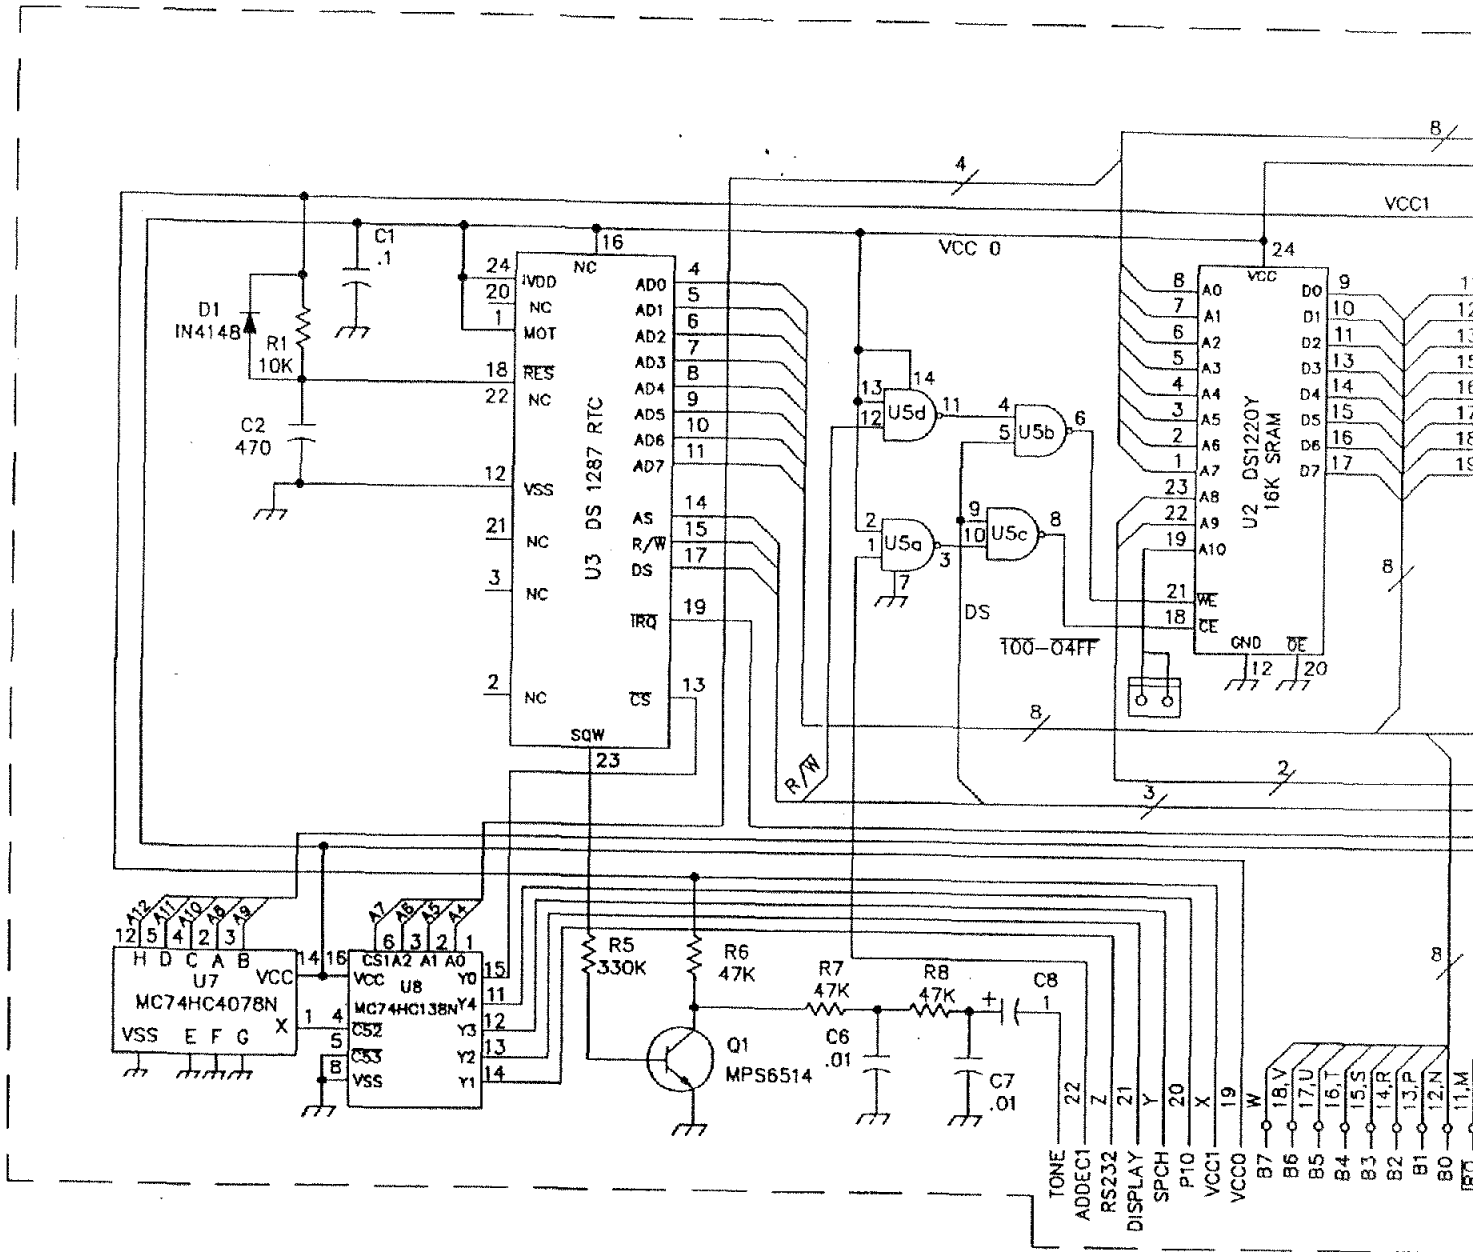 8
4
VCC1
C1
.1
16
NC
VCC 0
24
VCC
24
VDD
20
NC
1
MOT
18
RES
22
NC
12
VSS
21
NC
3
NC
2
NC
D1
IN4148
R1
10K
C2
470
U3 DS 1287 RTC
AD0
4
AD1
5
AD2
6
AD3
7
AD4
8
AD5
9
AD6
10
AD7
11
AS
14
R/W
15
DS
17
IRQ
19
CS
13
SQW
23
13
12
14
U5d
11
4
5
U5b
6
2
1
U5a
3
7
9
10
U5c
8
DS
100-04FF
8
A0
7
A1
6
A2
5
A3
4
A4
3
A5
2
A6
1
A7
23
A8
22
A9
19
A10
21
WE
18
CE
U2 DS1220Y
16K SRAM
D0
9
D1
10
D2
11
D3
13
D4
14
D5
15
D6
16
D7
17
GND
12
OE
20
12
13
15
16
17
18
19
8
8
R/W
2
3
8
A12
A11
A10
A8
A9
12
5
4
2
3
H D C A B
U7
VCC
14
MC74HC4078N
X
1
VSS
E F G
A7
A6
A5
A4
6
3
2
1
CS1 A2 A1 A0
16
VCC
U8
MC74HC138N
4
CS2
5
CS3
8
VSS
Y0
15
Y4
11
Y3
12
Y2
13
Y1
14
R5
330K
R6
47K
R7
47K
R8
47K
C8
+
1
Q1
MPS6514
C6
.01
C7
.01
22
Z
21
Y
20
X
19
W
18,V
17,U
16,T
15,S
14,R
13,P
12,N
11,M
TONE
ADDEC1
RS232
DISPLAY
SPCH
P10
VCC1
VCC0
B7
B6
B5
B4
B3
B2
B1
B0
IRQ